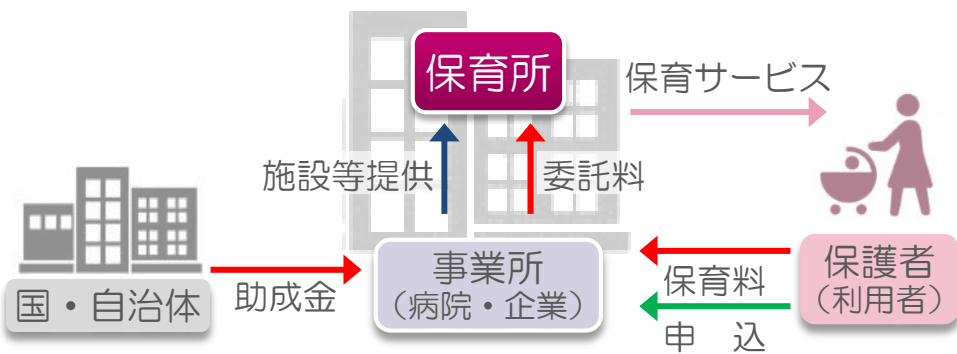 保育所
保育サービス
施設等提供
委託料
国・自治体
助成金
事業所
(病院・企業)
保育料
申 込
保護者
(利用者)